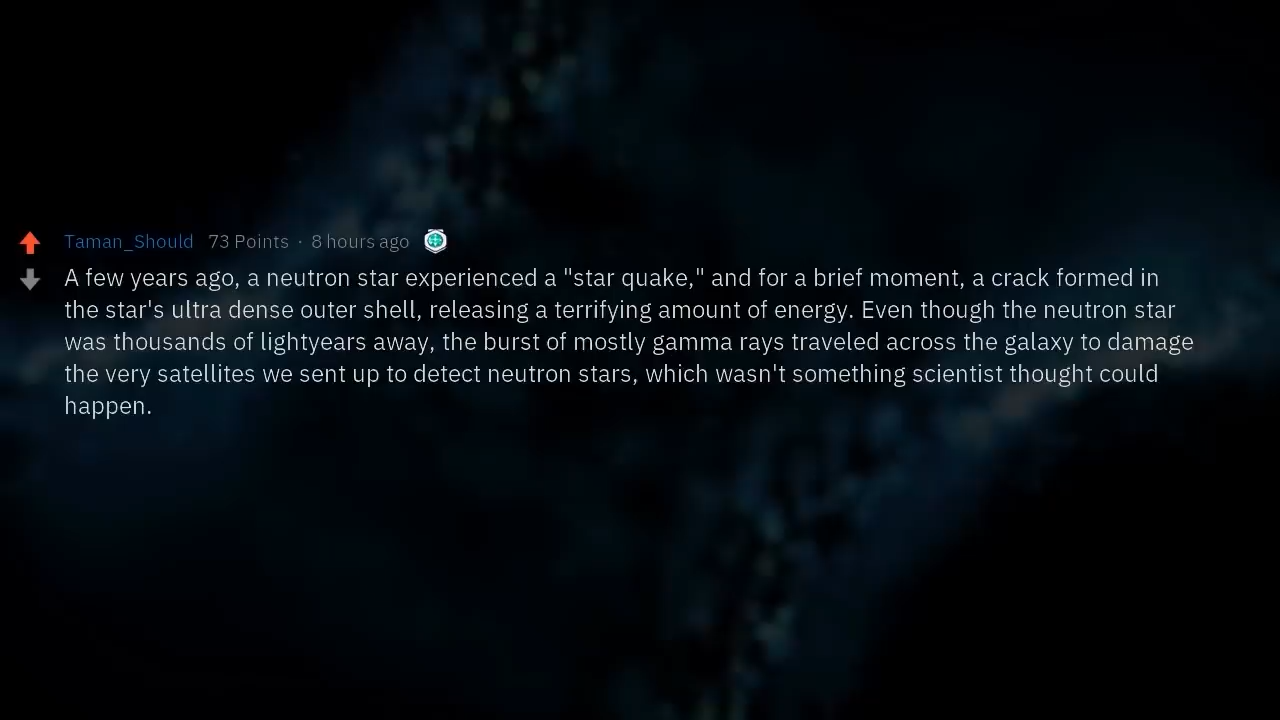 Taman_Should 73 Points · 8 hours ago
A few years ago, a neutron star experienced a "star quake," and for a brief moment, a crack formed in
the star's ultra dense outer shell, releasing a terrifying amount of energy. Even though the neutron star
was thousands of lightyears away, the burst of mostly gamma rays traveled across the galaxy to damage
the very satellites we sent up to detect neutron stars, which wasn't something scientist thought could
happen.